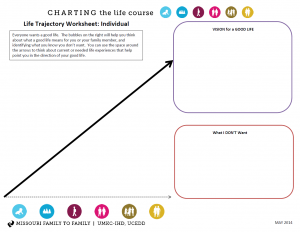 CHARTING the life course
Life Trajectory Worksheet: Individual
Everyone wants a good life. The bubbles on the right will help you think
about what a good life means for you or your family member, and
identifying what you know you don't want. You can use the space around
the arrows to think about current or needed life experiences that help
point you in the direction of your good life.
VISION for a GOOD LIFE
What I DON'T Want
MISSOURI FAMILY TO FAMILY | UMKC-IHD, UCEDD
MAY 2014